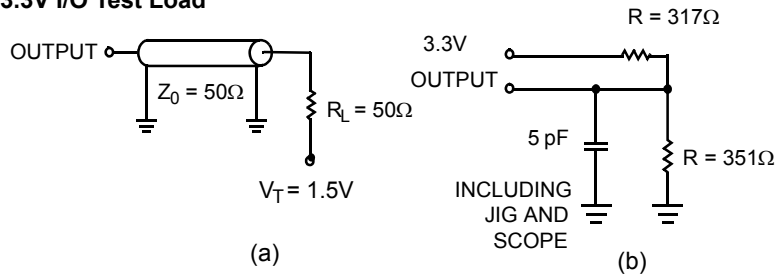 3.3V I/O Test Load
OUTPUT
Z0 = 50Ω
RL = 50Ω
VT = 1.5V
(a)
R = 317Ω
3.3V
OUTPUT
5 pF
R = 351Ω
INCLUDING
JIG AND
SCOPE
(b)